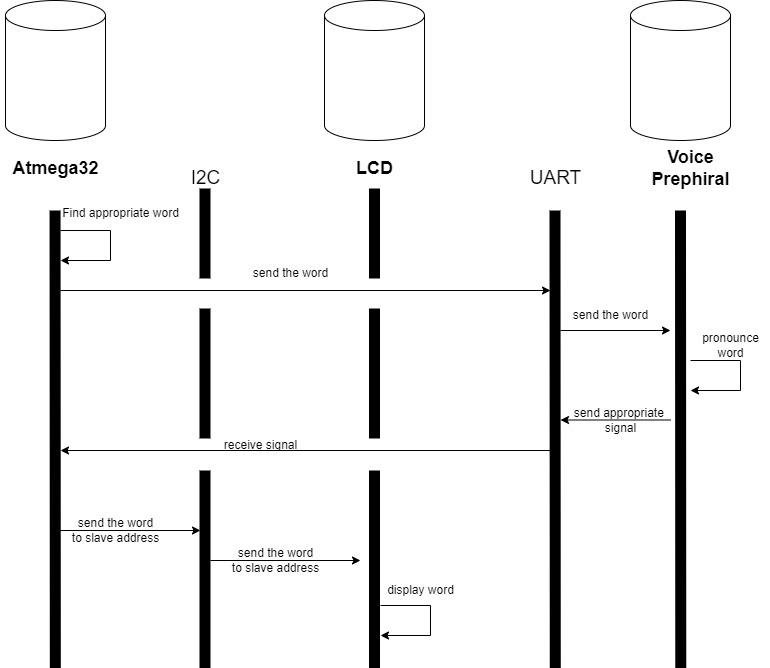 Atmega32
I2C
LCD
UART
Voice
Prephiral
Find appropriate word
send the word
send the word
pronounce
word
send appropriate
signal
receive signal
send the word
to slave address
send the word
to slave address
display word